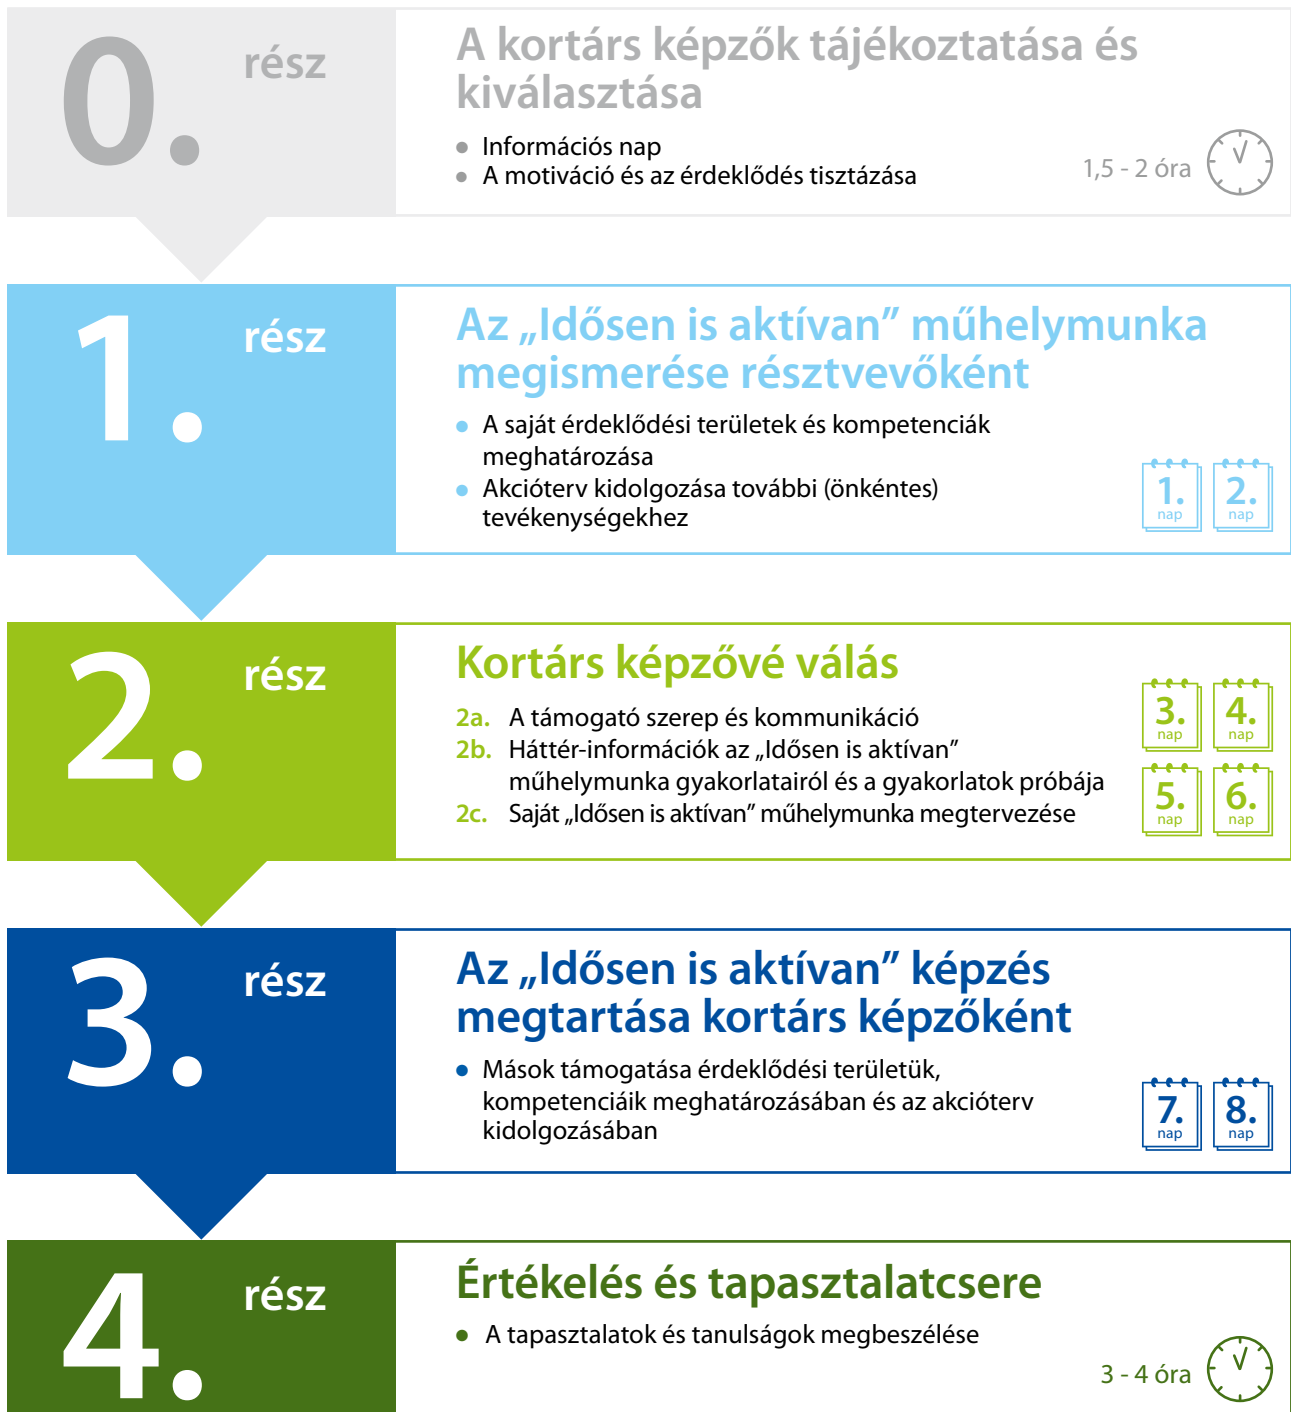 0. rész
A kortárs képzők tájékoztatása és
kiválasztása
Információs nap
A motiváció és az érdeklődés tisztázása
1,5 - 2 óra
1. rész
Az „Idősen is aktívan” műhelymunka
megismerése résztvevőként
A saját érdeklődési területek és kompetenciák
meghatározása
Akcióterv kidolgozása további (önkéntes)
tevékenységekhez
1. nap
2. nap
2. rész
Kortárs képzővé válás
2a. A támogató szerep és kommunikáció
2b. Háttér-információk az „Idősen is aktívan”
műhelymunka gyakorlatairól és a gyakorlatok próbája
2c. Saját „Idősen is aktívan” műhelymunka megtervezése
3. nap
4. nap
5. nap
6. nap
3. rész
Az „Idősen is aktívan” képzés
megtartása kortárs képzőként
Mások támogatása érdeklődési területük,
kompetenciáik meghatározásában és az akcióterv
kidolgozásában
7. nap
8. nap
4. rész
Értékelés és tapasztalatcsere
A tapasztalatok és tanulságok megbeszélése
3 - 4 óra